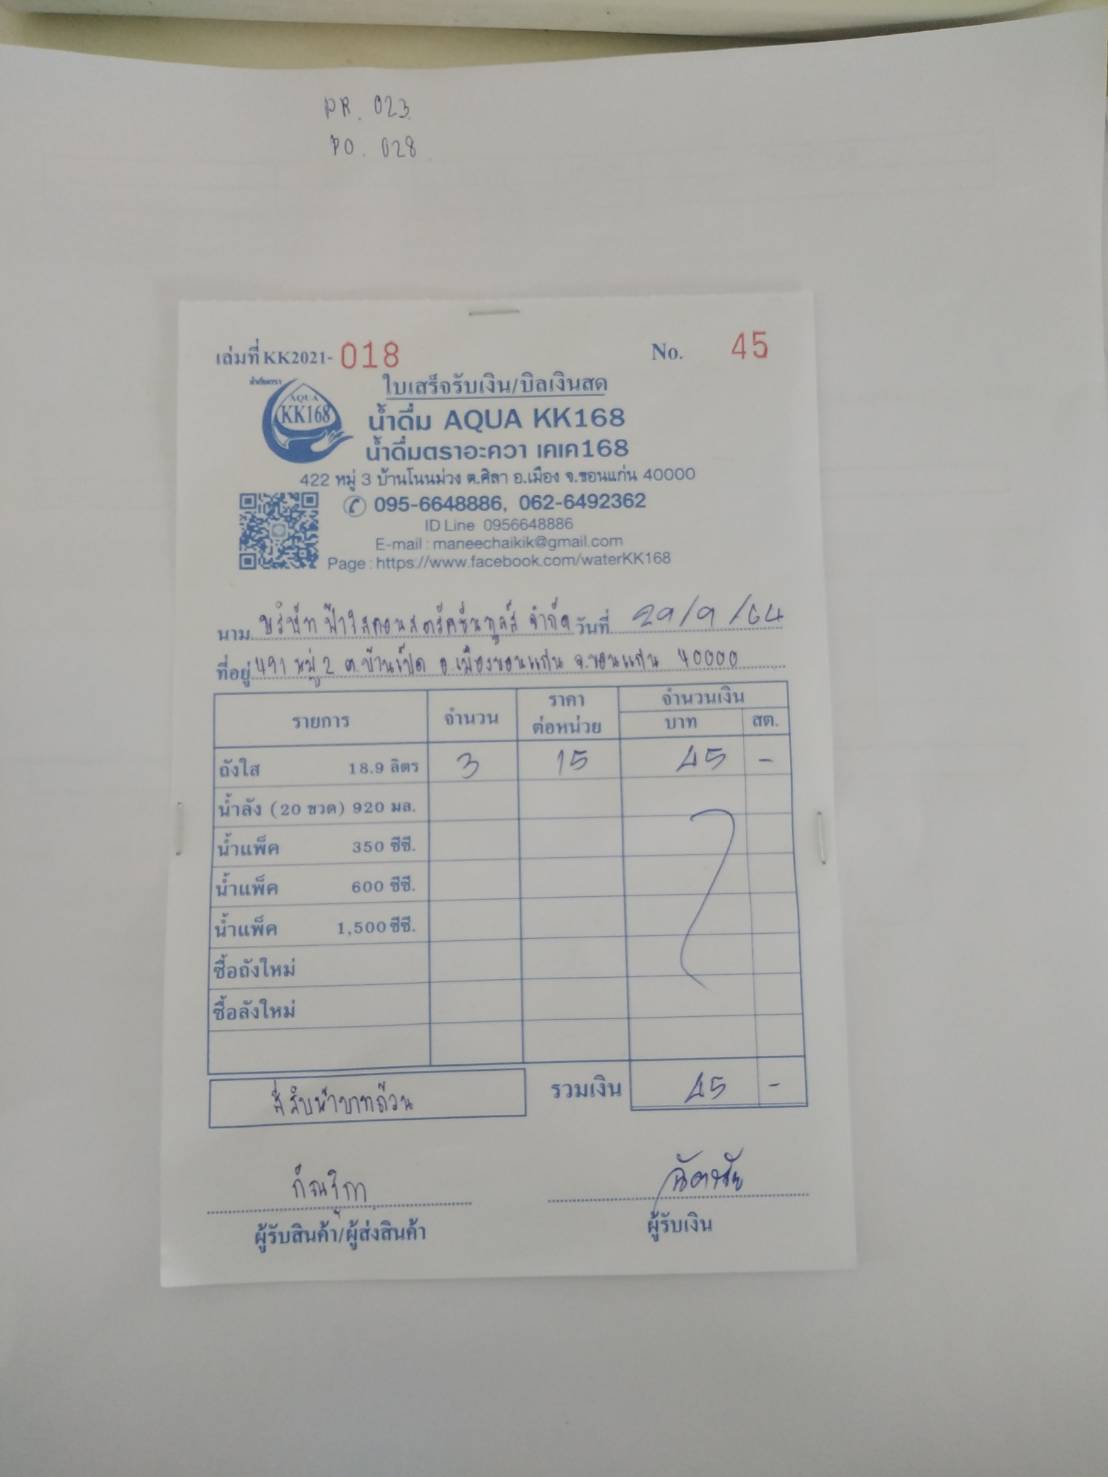 PR. 023
PO. 028
เล่มที่ KK2021- 018 No. 45
น้ำดื่มตรา
AQUA
KK168
ใบเสร็จรับเงิน/บิลเงินสด
น้ำดื่ม AQUA KK168
น้ำดื่มตราอะควา เคเค168
422 หมู่ 3 บ้านโนนม่วง ต.ศิลา อ.เมือง จ.ขอนแก่น 40000
095-6648886, 062-6492362
ID Line 0956648886
E-mail : maneechaikik@gmail.com
Page : https://www.facebook.com/waterKK168
นาม บริษัท ฟ้าใสคอนสตรัคชั่นทูลส์ จำกัด วันที่ 29/9/64
ที่อยู่ 491 หมู่ 2 ต.บ้านเป็ด อ.เมืองขอนแก่น จ.ขอนแก่น 40000
รายการ จำนวน ราคาต่อหน่วย จำนวนเงิน
บาท สต.
ถังใส 18.9 ลิตร 3 15 45 -
น้ำลัง (20 ขวด) 920 มล.
น้ำแพ็ค 350 ซีซี.
น้ำแพ็ค 600 ซีซี.
น้ำแพ็ค 1,500 ซีซี.
ซื้อถังใหม่
ซื้อลังใหม่
สี่สิบห้าบาทถ้วน รวมเงิน 45 -
ผู้รับสินค้า/ผู้ส่งสินค้า ผู้รับเงิน